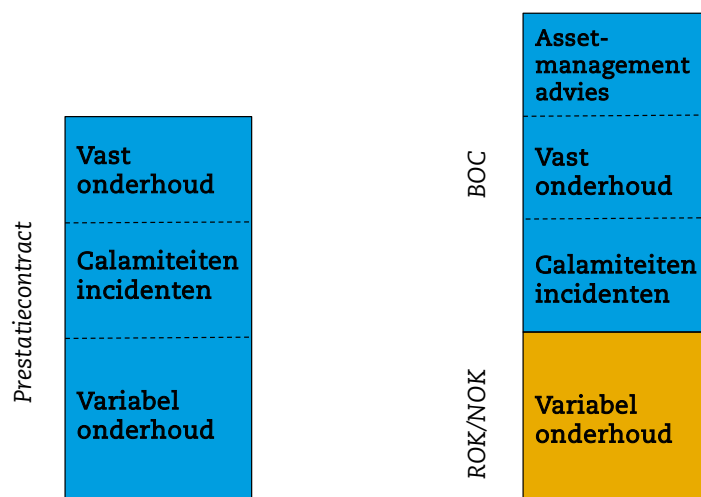 Prestatiecontract
Vast
onderhoud
Calamiteiten
incidenten
Variabel
onderhoud
BOC
Asset-
management
advies
Vast
onderhoud
Calamiteiten
incidenten
ROK/NOK
Variabel
onderhoud